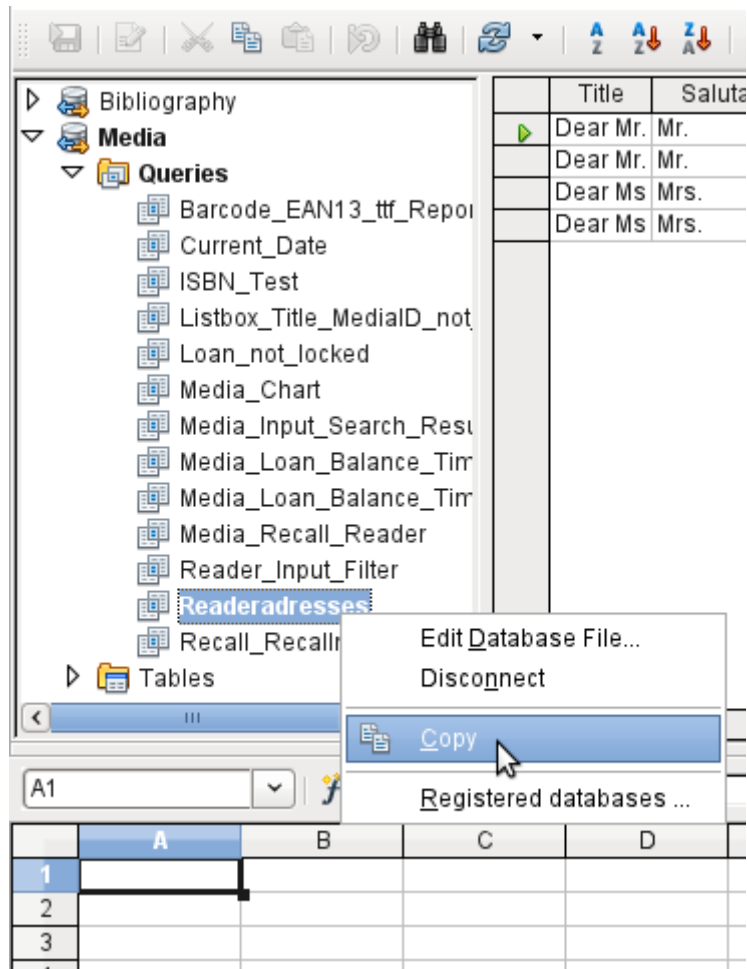 Title Saluta
Bibliography
Dear Mr. Mr.
Media
Dear Mr. Mr.
Queries
Dear Ms Mrs.
Barcode_EAN13_ttf_Repor
Dear Ms Mrs.
Current_Date
ISBN_Test
Listbox_Title_MediaID_not_
Loan_not_locked
Media_Chart
Media_Input_Search_Resu
Media_Loan_Balance_Tim
Media_Loan_Balance_Tim
Media_Recall_Reader
Reader_Input_Filter
Readeradresses
Recall_Recallr
Edit Database File...
Tables
Disconnect
Copy
Registered databases ...
A1
A B C D
1
2
3